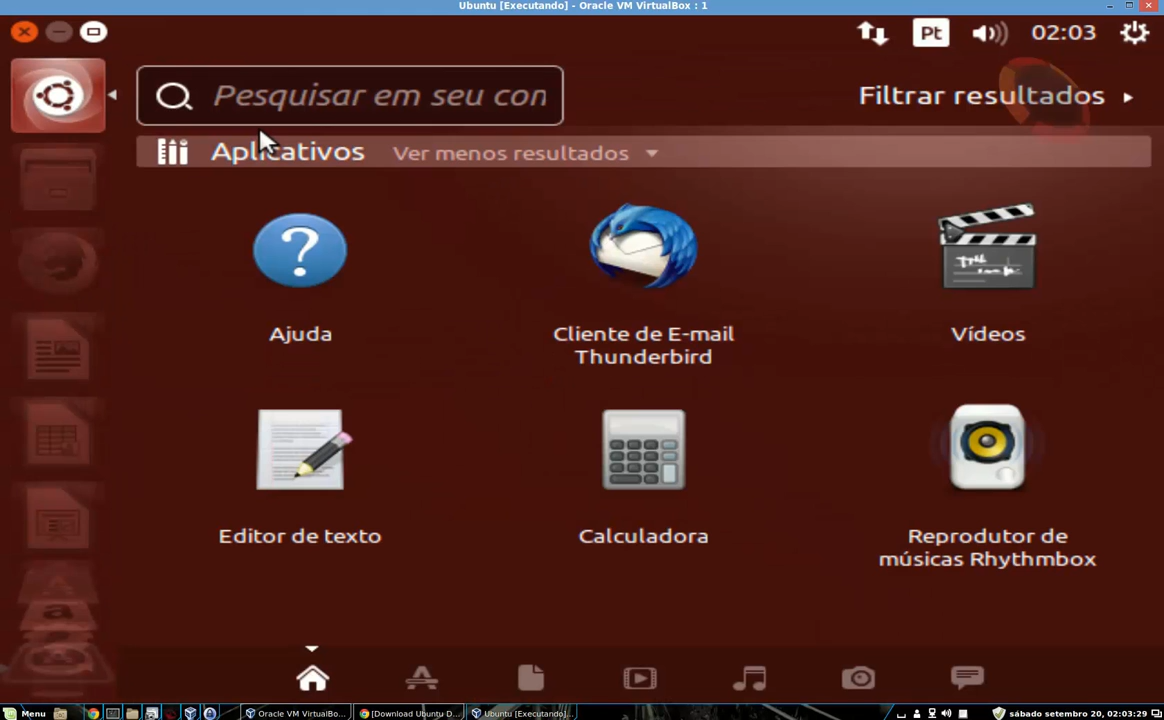 Ubuntu [Executando] - Oracle VM VirtualBox : 1
Pt
02:03
Pesquisar em seu con
Filtrar resultados
Aplicativos Ver menos resultados
Ajuda
Cliente de E-mail
Thunderbird
Vídeos
Editor de texto
Calculadora
Reprodutor de
músicas Rhythmbox
Menu
Oracle VM VirtualBo...
[Download Ubuntu D...
Ubuntu [Executando]...
sábado setembro 20, 02:03:29